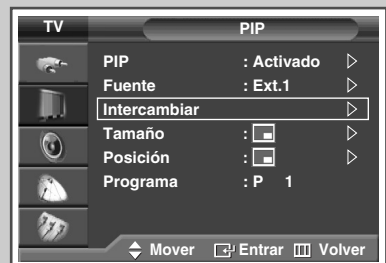 TV PIP
PIP : Activado
Fuente : Ext.1
Intercambiar
Tamaño :
Posición :
Programa : P 1
Mover Entrar Volver